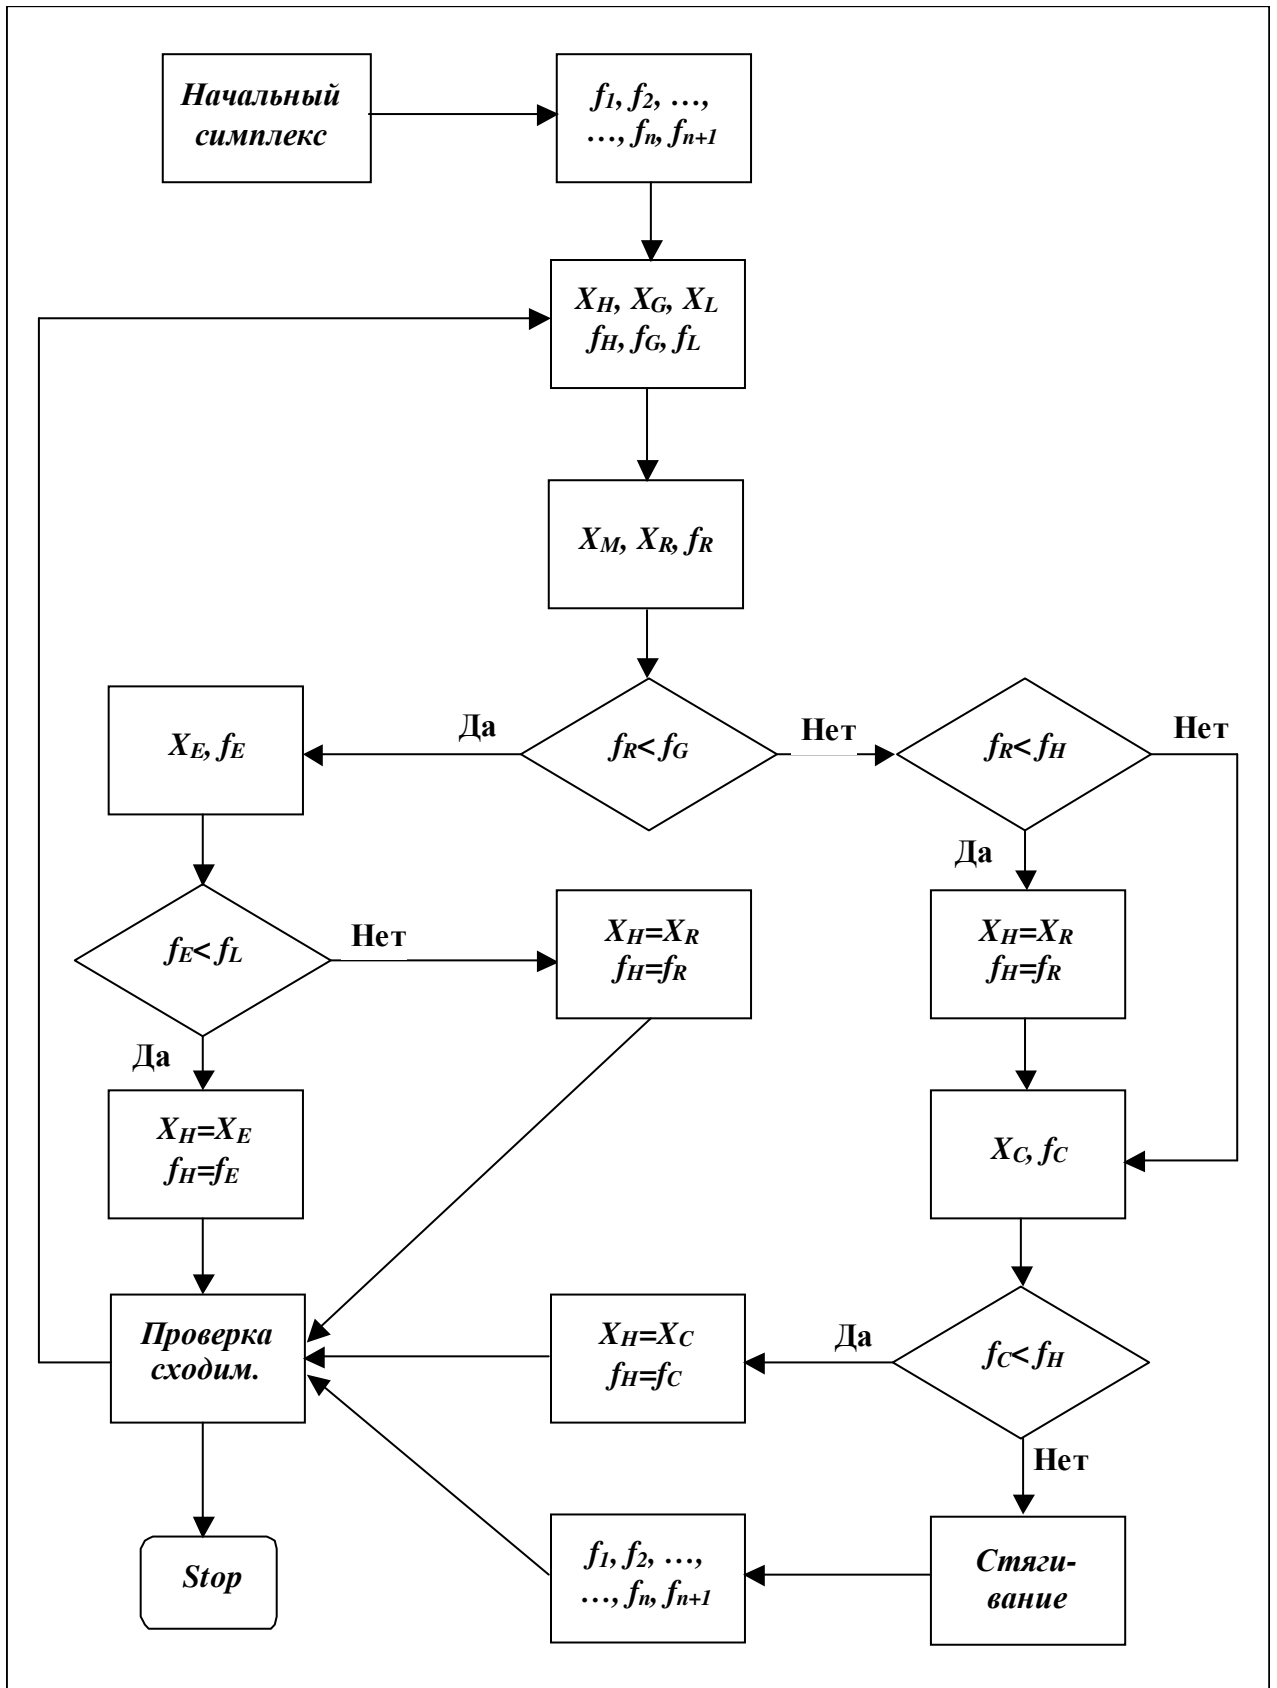 Начальный
симплекс
f1, f2, …,
…, fn, fn+1
XH, XG, XL
fH, fG, fL
XM, XR, fR
XE, fE
Да
fR<fG
Нет
fR<fH
Нет
Да
fE<fL
Нет
XH=XR
fH=fR
XH=XR
fH=fR
Да
XH=XE
fH=fE
XC, fC
Проверка
сходим.
XH=XC
fH=fC
Да
fC<fH
Нет
Stop
f1, f2, …,
…, fn, fn+1
Стяги-
вание